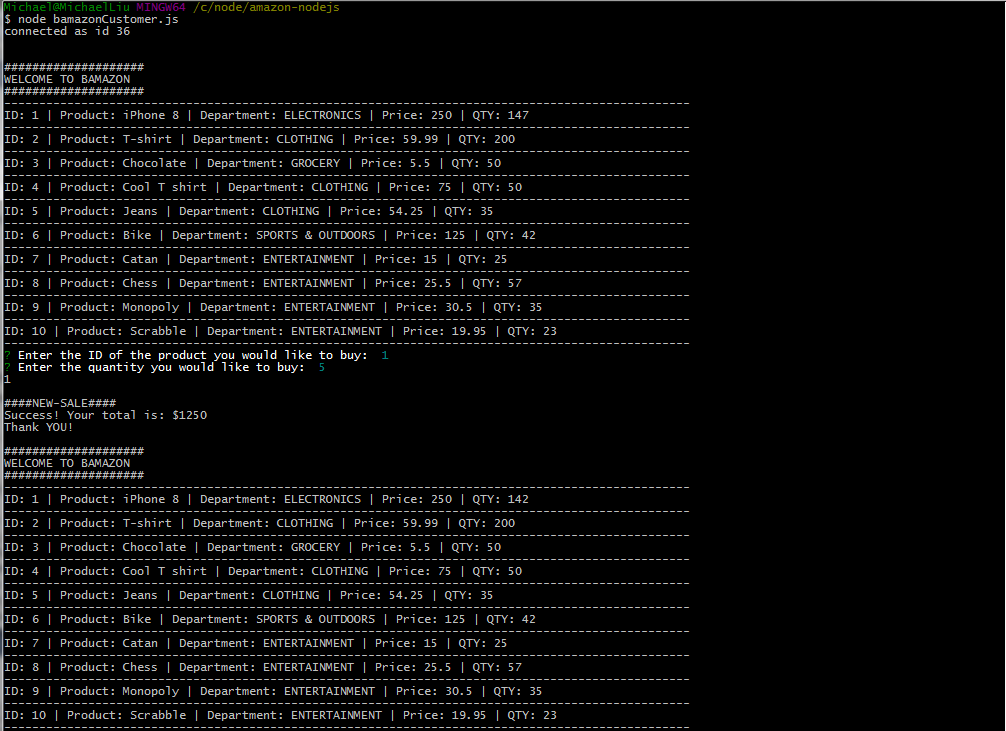 Michael@MichaelLiu MINGW64 /c/node/amazon-nodejs
$ node bamazonCustomer.js
connected as id 36
####################
WELCOME TO BAMAZON
####################
--------------------------------------------------------------------------------------------------
ID: 1 | Product: iPhone 8 | Department: ELECTRONICS | Price: 250 | QTY: 147
--------------------------------------------------------------------------------------------------
ID: 2 | Product: T-shirt | Department: CLOTHING | Price: 59.99 | QTY: 200
--------------------------------------------------------------------------------------------------
ID: 3 | Product: Chocolate | Department: GROCERY | Price: 5.5 | QTY: 50
--------------------------------------------------------------------------------------------------
ID: 4 | Product: Cool T shirt | Department: CLOTHING | Price: 75 | QTY: 50
--------------------------------------------------------------------------------------------------
ID: 5 | Product: Jeans | Department: CLOTHING | Price: 54.25 | QTY: 35
--------------------------------------------------------------------------------------------------
ID: 6 | Product: Bike | Department: SPORTS & OUTDOORS | Price: 125 | QTY: 42
--------------------------------------------------------------------------------------------------
ID: 7 | Product: Catan | Department: ENTERTAINMENT | Price: 15 | QTY: 25
--------------------------------------------------------------------------------------------------
ID: 8 | Product: Chess | Department: ENTERTAINMENT | Price: 25.5 | QTY: 57
--------------------------------------------------------------------------------------------------
ID: 9 | Product: Monopoly | Department: ENTERTAINMENT | Price: 30.5 | QTY: 35
--------------------------------------------------------------------------------------------------
ID: 10 | Product: Scrabble | Department: ENTERTAINMENT | Price: 19.95 | QTY: 23
--------------------------------------------------------------------------------------------------
? Enter the ID of the product you would like to buy:  1
? Enter the quantity you would like to buy:  5
1
####NEW-SALE####
Success! Your total is: $1250
Thank YOU!
####################
WELCOME TO BAMAZON
####################
--------------------------------------------------------------------------------------------------
ID: 1 | Product: iPhone 8 | Department: ELECTRONICS | Price: 250 | QTY: 142
--------------------------------------------------------------------------------------------------
ID: 2 | Product: T-shirt | Department: CLOTHING | Price: 59.99 | QTY: 200
--------------------------------------------------------------------------------------------------
ID: 3 | Product: Chocolate | Department: GROCERY | Price: 5.5 | QTY: 50
--------------------------------------------------------------------------------------------------
ID: 4 | Product: Cool T shirt | Department: CLOTHING | Price: 75 | QTY: 50
--------------------------------------------------------------------------------------------------
ID: 5 | Product: Jeans | Department: CLOTHING | Price: 54.25 | QTY: 35
--------------------------------------------------------------------------------------------------
ID: 6 | Product: Bike | Department: SPORTS & OUTDOORS | Price: 125 | QTY: 42
--------------------------------------------------------------------------------------------------
ID: 7 | Product: Catan | Department: ENTERTAINMENT | Price: 15 | QTY: 25
--------------------------------------------------------------------------------------------------
ID: 8 | Product: Chess | Department: ENTERTAINMENT | Price: 25.5 | QTY: 57
--------------------------------------------------------------------------------------------------
ID: 9 | Product: Monopoly | Department: ENTERTAINMENT | Price: 30.5 | QTY: 35
--------------------------------------------------------------------------------------------------
ID: 10 | Product: Scrabble | Department: ENTERTAINMENT | Price: 19.95 | QTY: 23
--------------------------------------------------------------------------------------------------